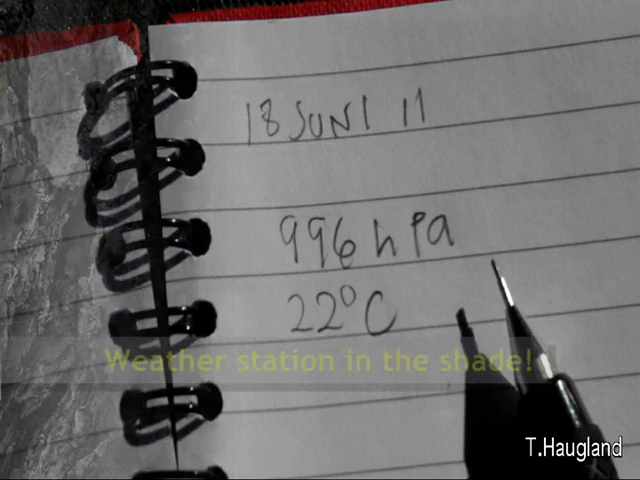 18 JUNI 11
996 hPa
22°C
Weather station in the shade!
T.Haugland